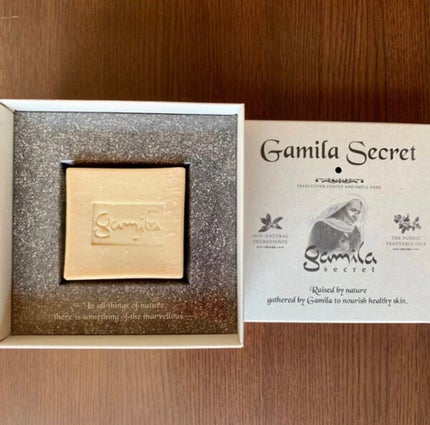 gamila
"In all things of nature
there is something of the marvellous"
Gamila Secret
PRESS COVER GENTLY AND SMELL HERE
100% NATURAL
INGREDIENTS
THE PUREST
VEGETABLE OILS
gamila
secret
Raised by nature
gathered by Gamila to nourish healthy skin.